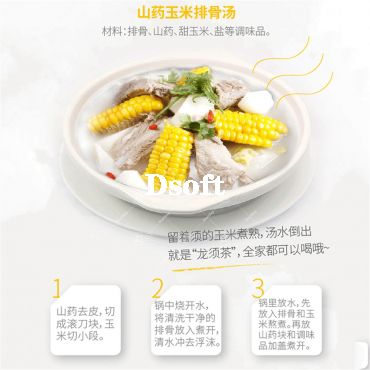 山药玉米排骨汤
材料：排骨、山药、甜玉米、盐等调味品。
Dsoft
留着须的玉米煮熟，汤水倒出
就是“龙须茶”，全家都可以喝哦~
1
山药去皮，切
成滚刀块，玉
米切小段。
2
锅中烧开水，
将清洗干净的
排骨放入煮开，
清水冲去浮沫。
3
锅里放水，先
放入排骨和玉
米熬煮。再放
山药块和调味
品加盖煮开。